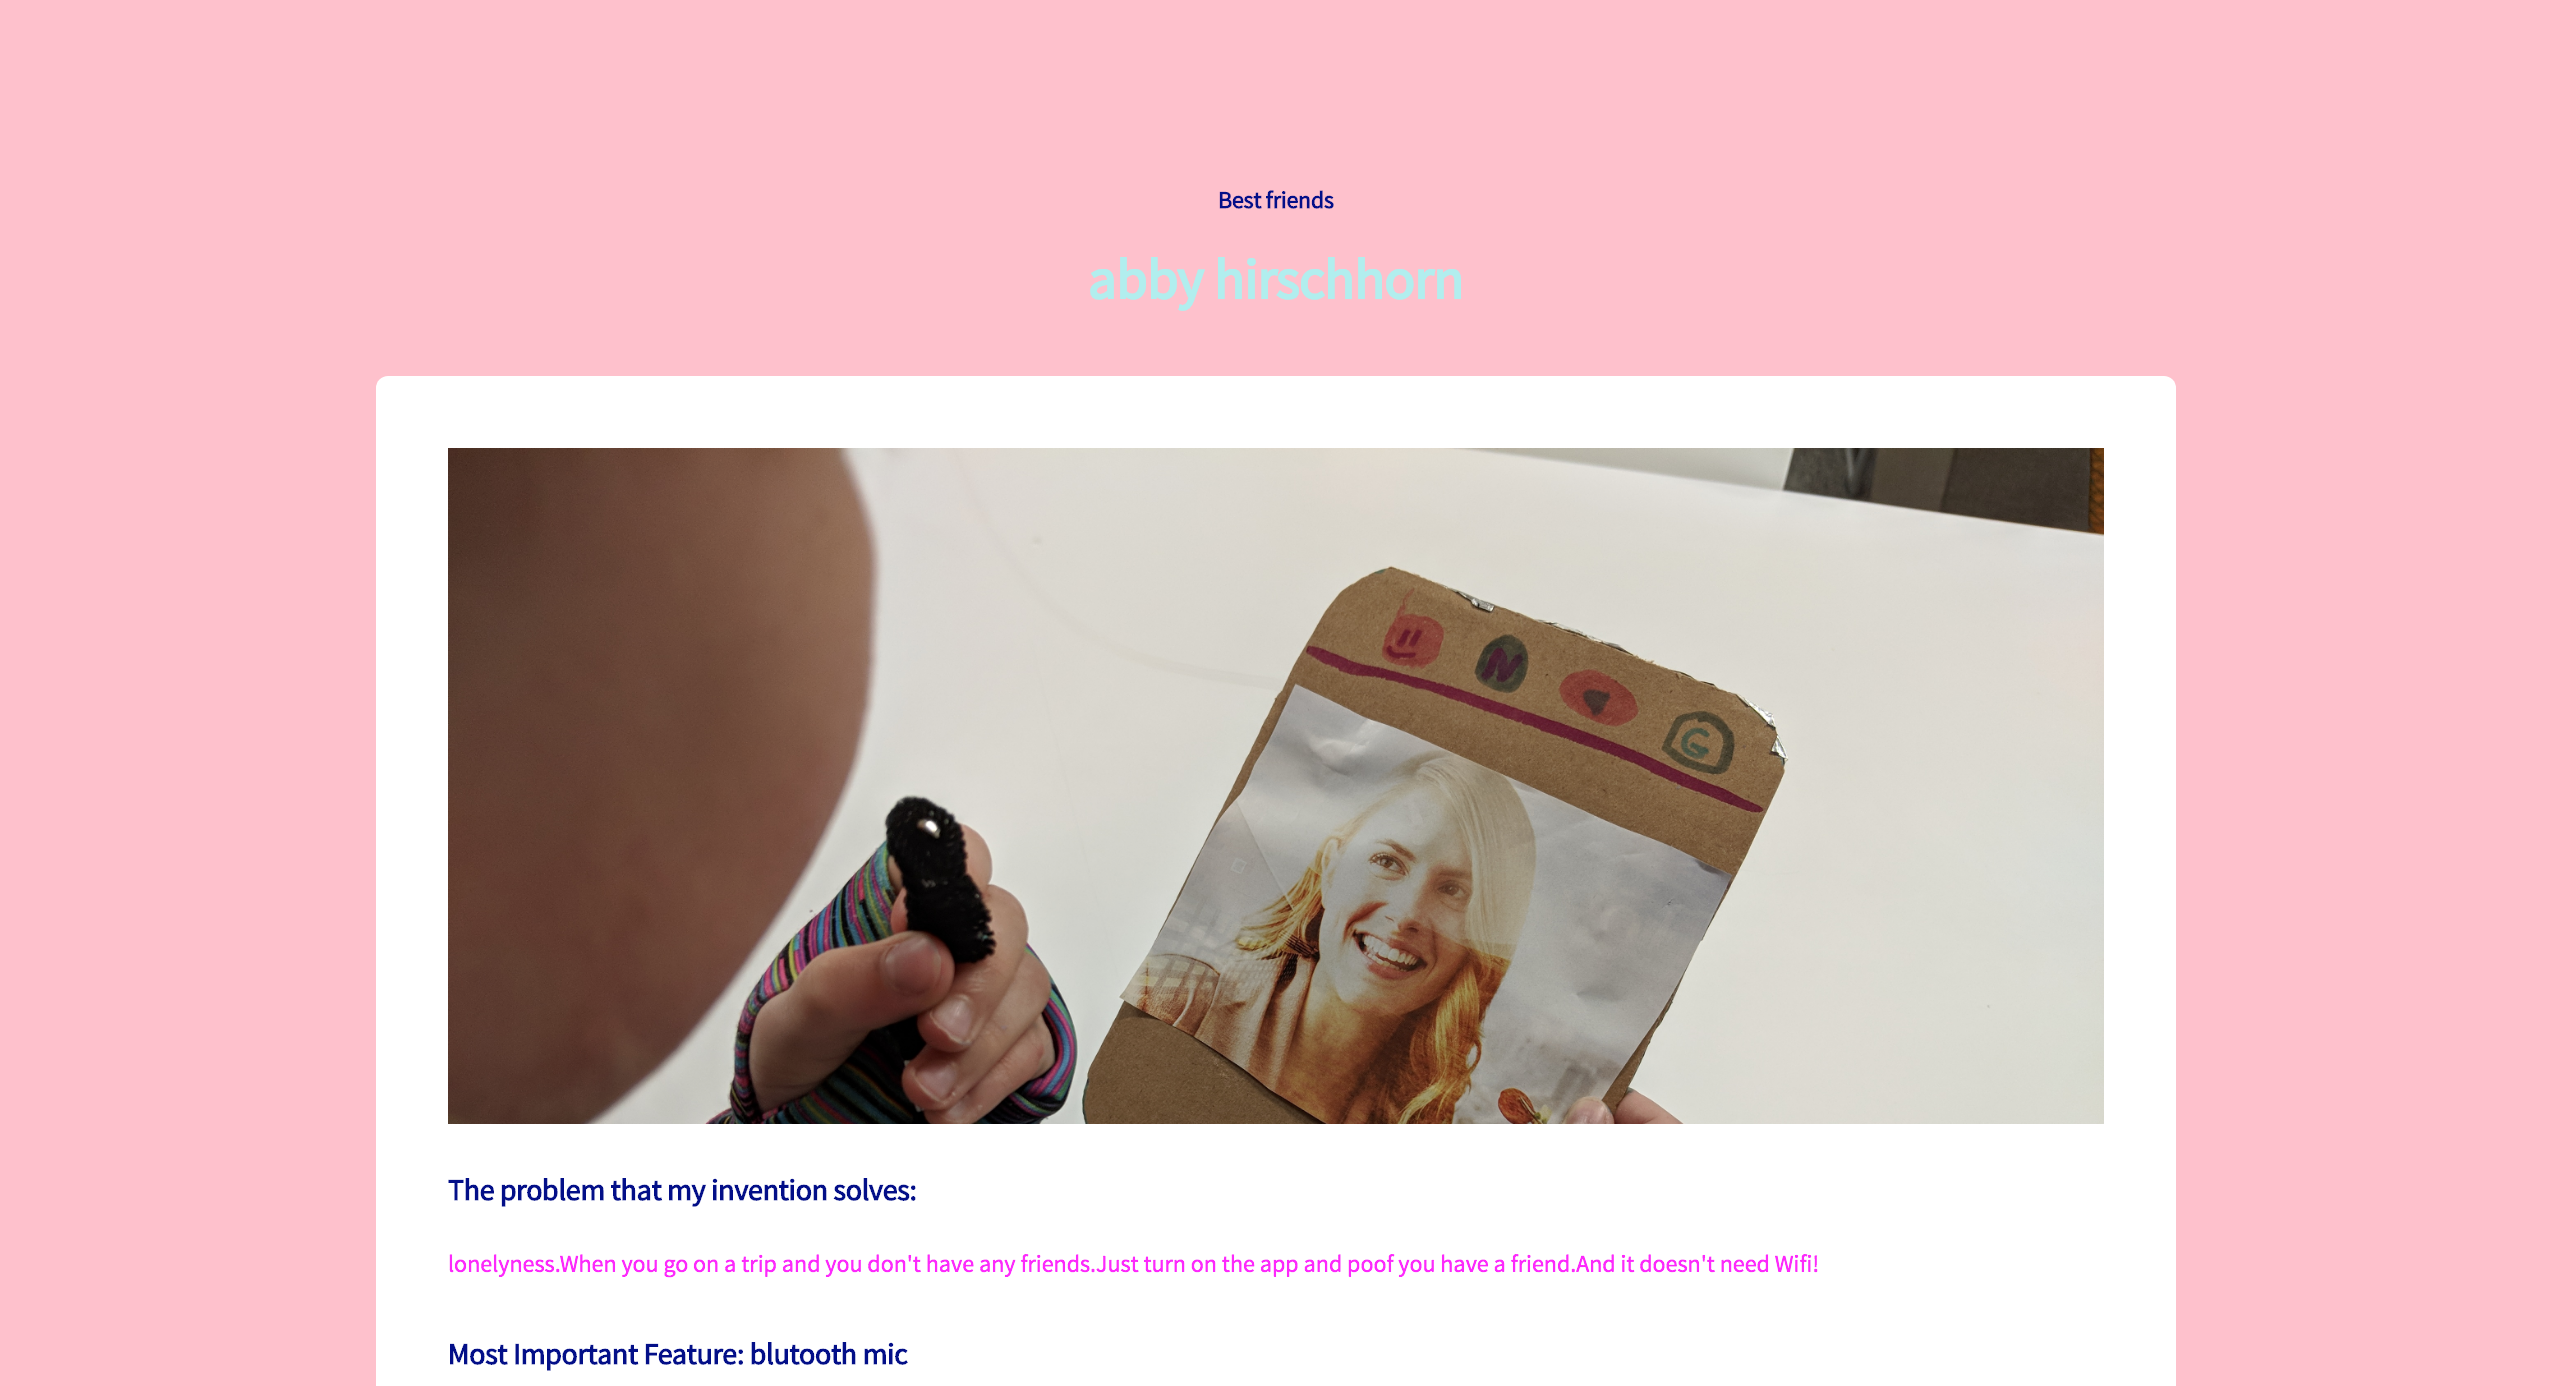 Best friends
abby hirschhorn
N
G
The problem that my invention solves:
lonelyness.When you go on a trip and you don't have any friends.Just turn on the app and poof you have a friend.And it doesn't need Wifi!
Most Important Feature: blutooth mic